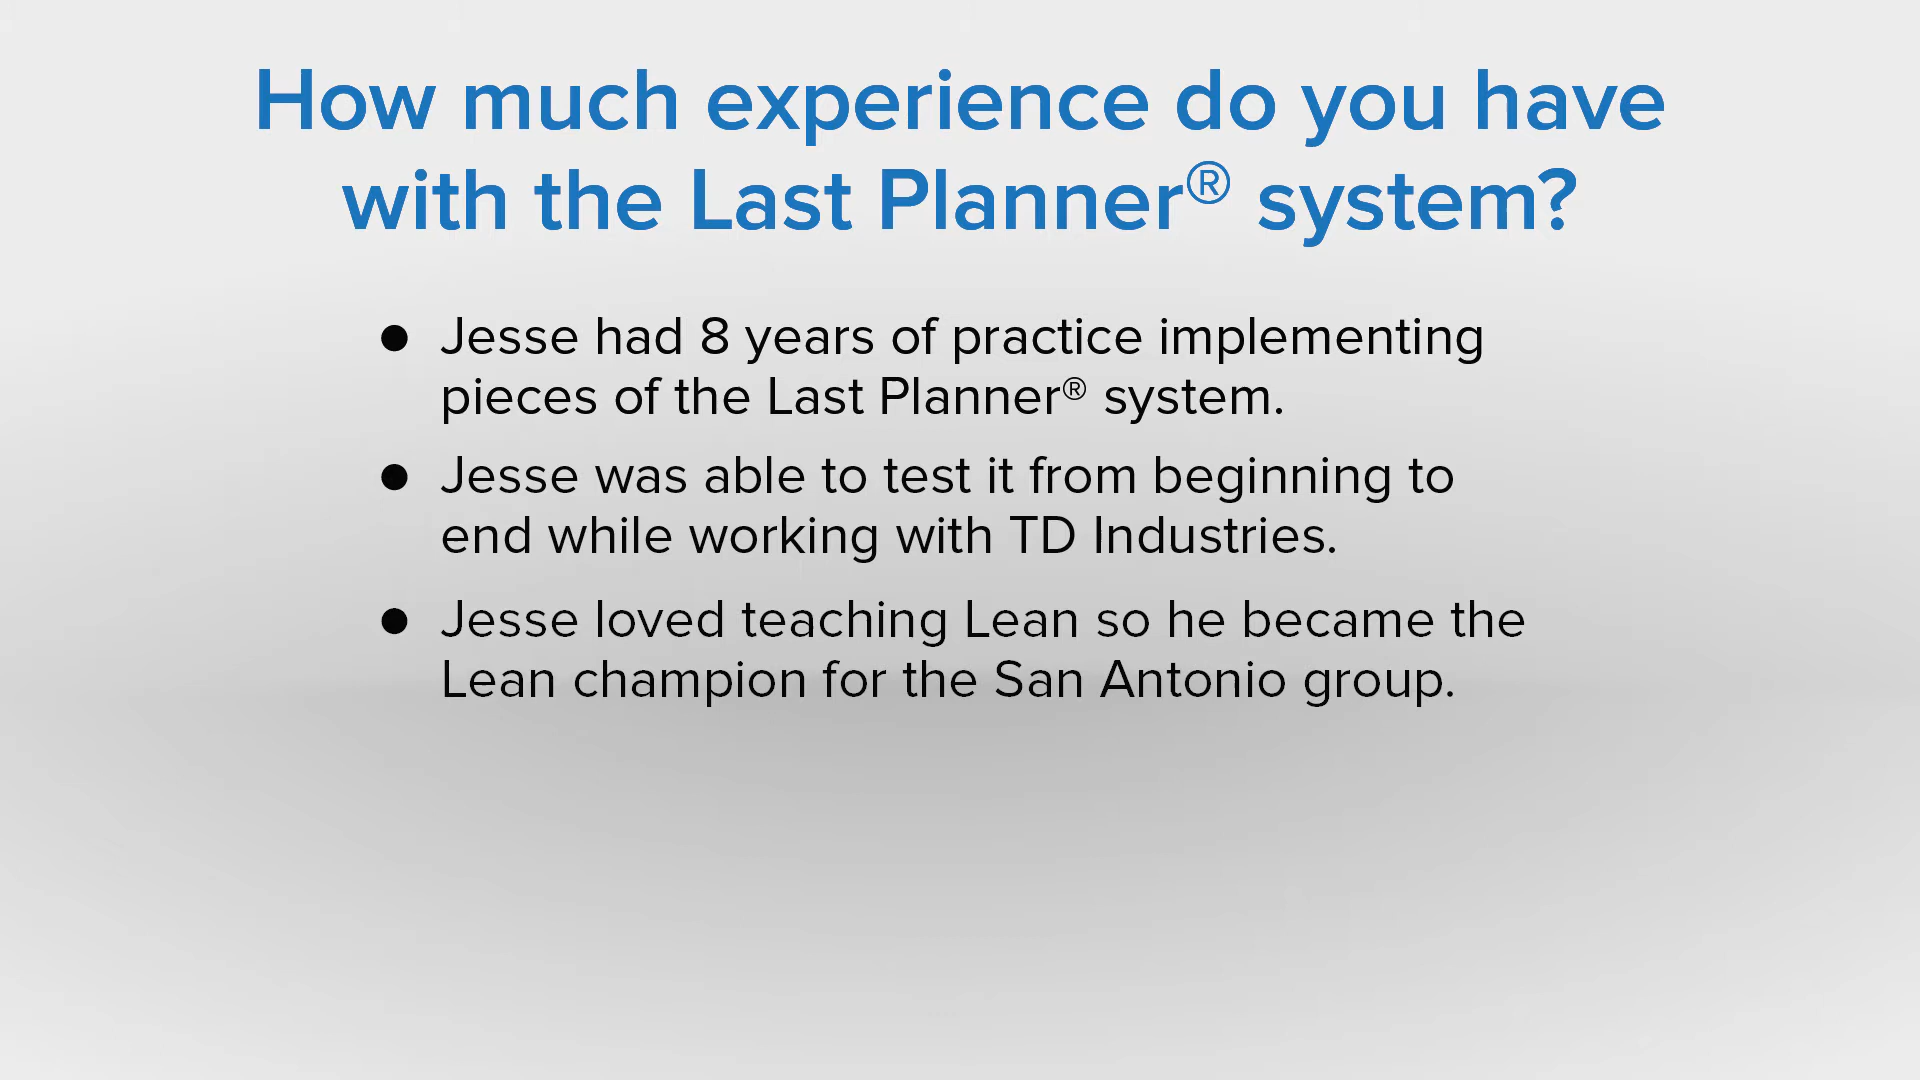 How much experience do you have
with the Last Planner® system?
● Jesse had 8 years of practice implementing
pieces of the Last Planner® system.
● Jesse was able to test it from beginning to
end while working with TD Industries.
● Jesse loved teaching Lean so he became the
Lean champion for the San Antonio group.